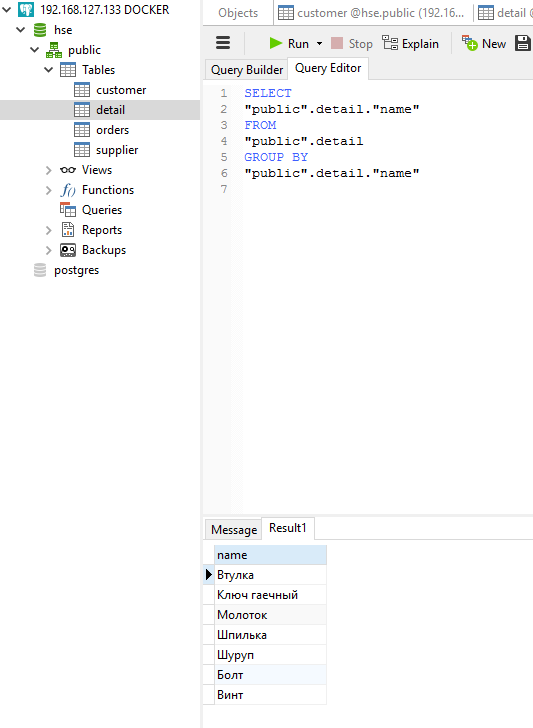 192.168.127.133 DOCKER
hse
public
Tables
customer
detail
orders
supplier
Views
Functions
Queries
Reports
Backups
postgres
Objects
customer @hse.public (192.16...
detail @
Run
Stop
Explain
New
Query Builder
Query Editor
1 SELECT
2 "public".detail."name"
3 FROM
4 "public".detail
5 GROUP BY
6 "public".detail."name"
7
Message
Result1
name
Втулка
Ключ гаечный
Молоток
Шпилька
Шуруп
Болт
Винт